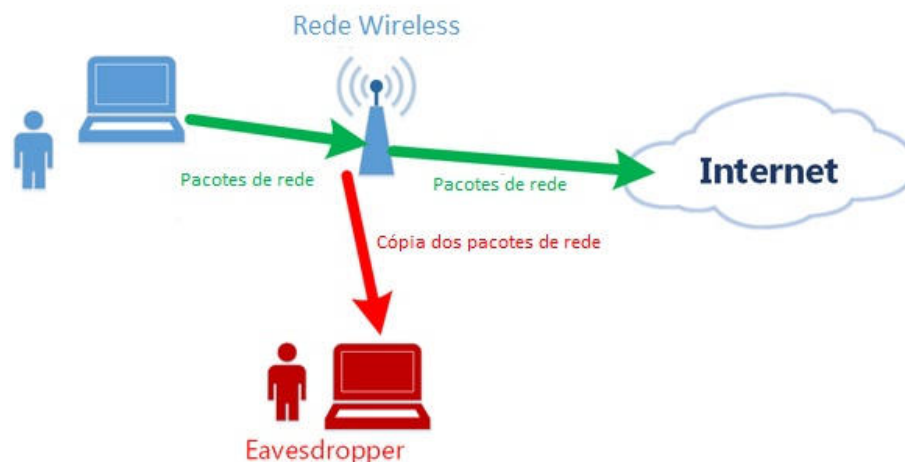 Rede Wireless
Pacotes de rede
Pacotes de rede
Internet
Cópia dos pacotes de rede
Eavesdropper